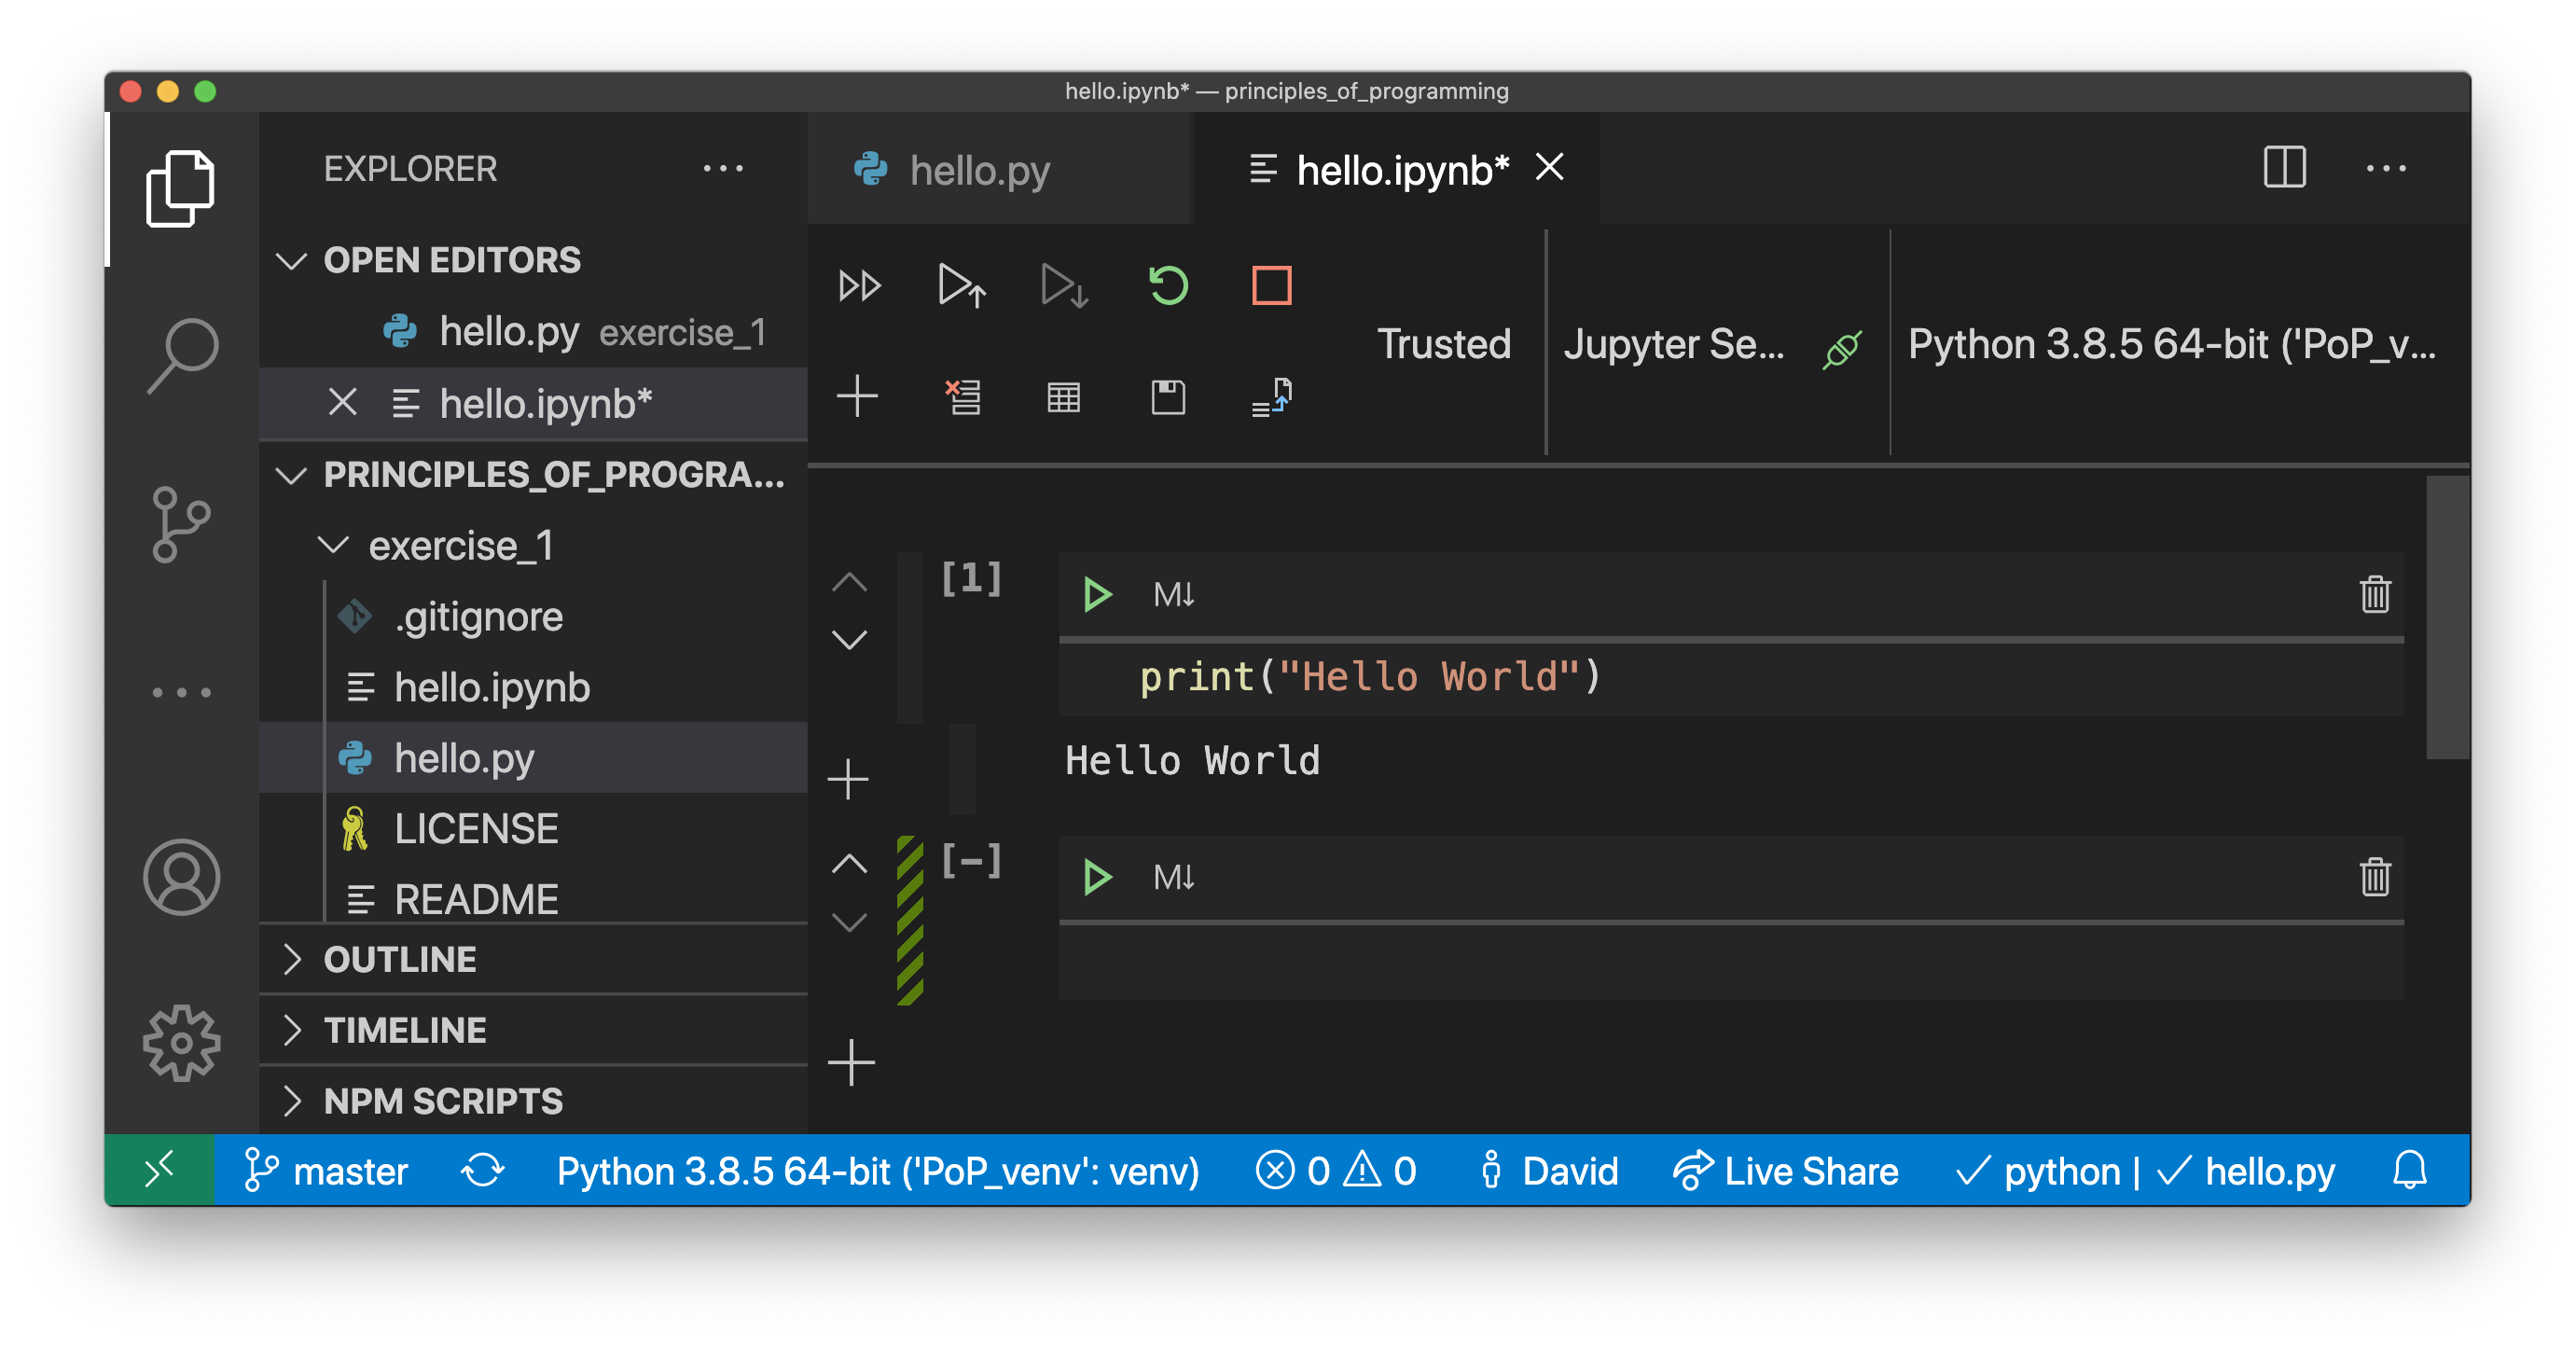 hello.ipynb* — principles_of_programming
EXPLORER
OPEN EDITORS
hello.py exercise_1
hello.ipynb*
PRINCIPLES_OF_PROGRA...
exercise_1
.gitignore
hello.ipynb
hello.py
LICENSE
README
OUTLINE
TIMELINE
NPM SCRIPTS
hello.py
hello.ipynb*
Trusted
Jupyter Se...
Python 3.8.5 64-bit ('PoP_v...
[1]
M↓
print("Hello World")
Hello World
[-]
M↓
master
Python 3.8.5 64-bit ('PoP_venv': venv)
0
0
David
Live Share
✓ python | ✓ hello.py